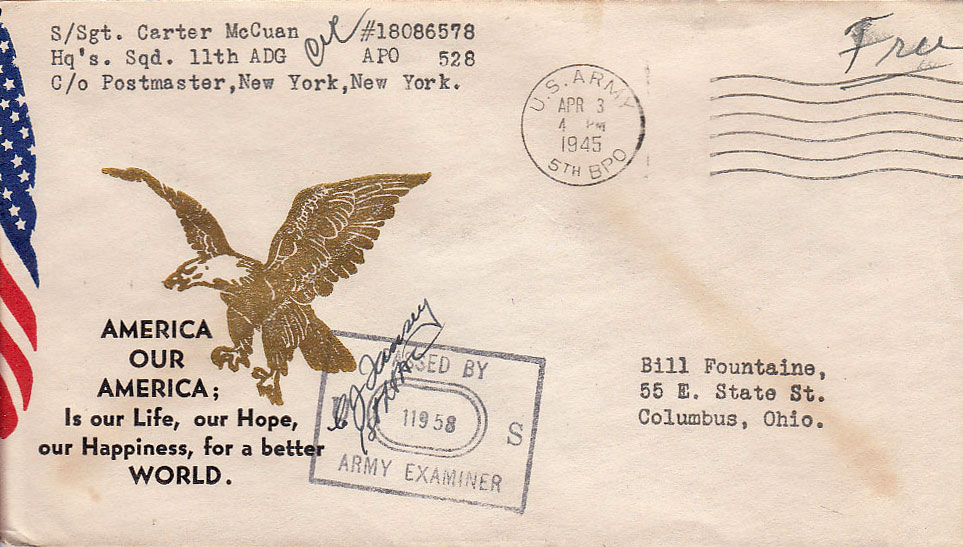 S/Sgt. Carter McCuan #18086578
Hq's. Sqd. 11th ADG APO 528
C/o Postmaster,New York,New York.
Free
U.S. ARMY
APR 3
4 PM
1945
5TH BPO
AMERICA
OUR
AMERICA;
Is our Life, our Hope,
our Happiness, for a better
WORLD.
BY
11958
S
ARMY EXAMINER
Bill Fountaine,
55 E. State St.
Columbus, Ohio.